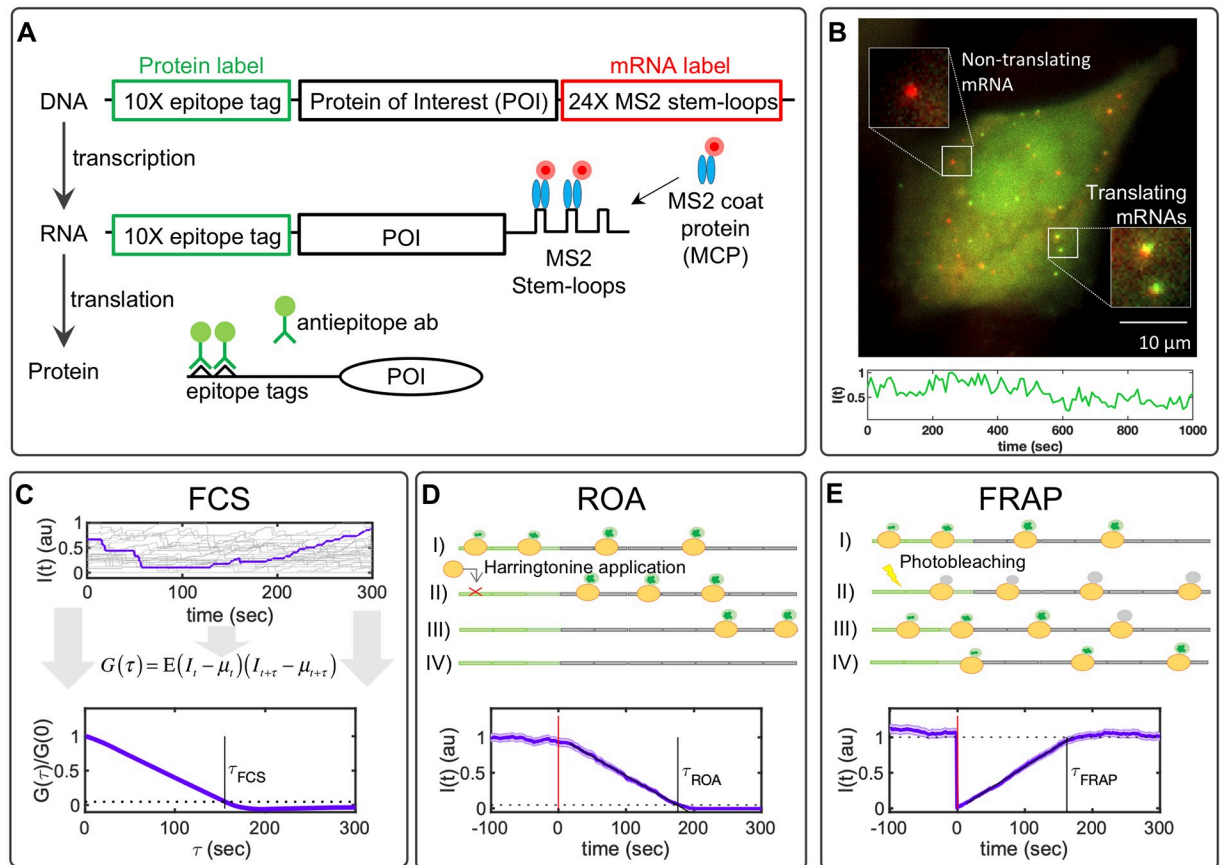 A
Protein label
mRNA label
DNA
10X epitope tag
Protein of Interest (POI)
24X MS2 stem-loops
transcription
RNA
10X epitope tag
POI
MS2
Stem-loops
MS2 coat
protein
(MCP)
translation
antiepitope ab
Protein
epitope tags
POI
B
Non-translating
mRNA
Translating
mRNAs
10 μm
I(t)
1
0.5
0 200 400 600 800 1000
time (sec)
C
FCS
I(t) (au)
1
0.5
0
0 100 200 300
time (sec)
G(τ) = E(I_t − μ_t)(I_{t+τ} − μ_{t+τ})
G(τ)/G(0)
1
0.5
0
τ_FCS
0 100 200 300
τ (sec)
D
ROA
I)
Harringtonine application
II)
III)
IV)
I(t) (au)
1
0.5
0
τ_ROA
-100 0 100 200 300
time (sec)
E
FRAP
I)
Photobleaching
II)
III)
IV)
I(t) (au)
1
0.5
0
τ_FRAP
-100 0 100 200 300
time (sec)